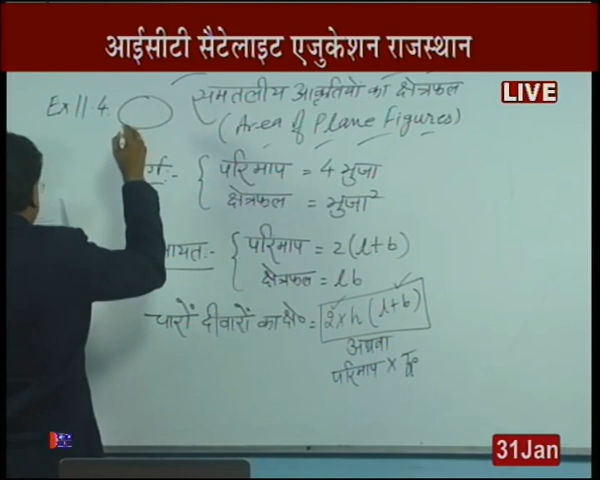 आईसीटी सैटेलाइट एजुकेशन राजस्थान
LIVE
Ex 11.4.
समतलीय आकृतियों का क्षेत्रफल
(Area of Plane Figures)
परिमाप = 4 भुजा
क्षेत्रफल = भुजा²
परिमाप = 2(l+b)
क्षेत्रफल = lb
चारों दीवारों का क्षे० = 2×h(l+b)
अथवा
परिमाप ×
31Jan